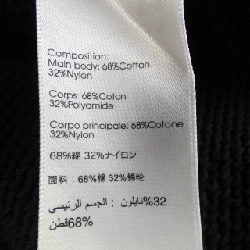 Composition:
Main body: 68%Cotton
32%Nylon
Corps: 68%Coton
32%Polyamide
Corpo principale: 68%Cotone
32%Nylon
68%綿 32%ナイロン
面料: 68%棉 32%锦纶
32%نايلون : الجسم الرئيسي
68%قطن